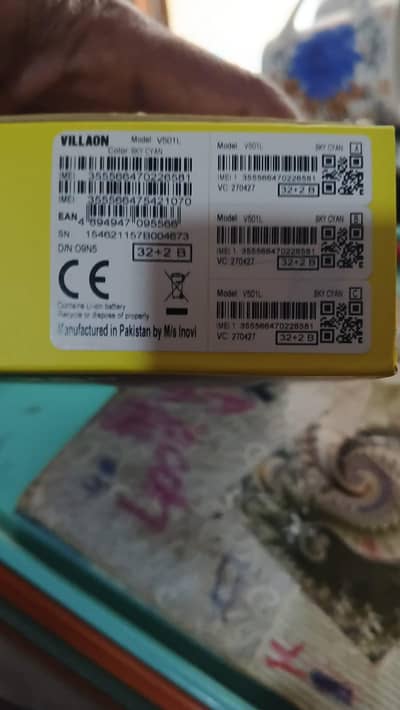 VILLAON Model V501L
Color: SKY CYAN
IMEI 355566470226581
IMEI 355566475421070
EAN 4 894947 095566
SN 154621157B004673
D/N O9N5 32+2 B
CE
Contains Li-ion battery
Recycle or dispose of properly
Manufactured in Pakistan by M/s Inovi
Model V501L SKY CYAN A
IMEI 1 355566470226581
VC: 270427 32+2 B
Model V501L SKY CYAN B
IMEI 1 355566470226581
VC 270427 32+2 B
Model V501L SKY CYAN C
IMEI 1 355566470226581
VC: 270427 32+2 B